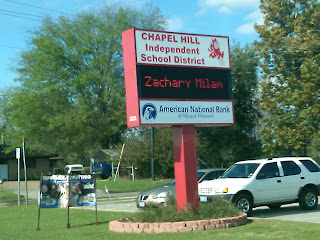 CHAPEL HILL
Independent
School District
Zachary Milam
American National Bank
of Mount Pleasant